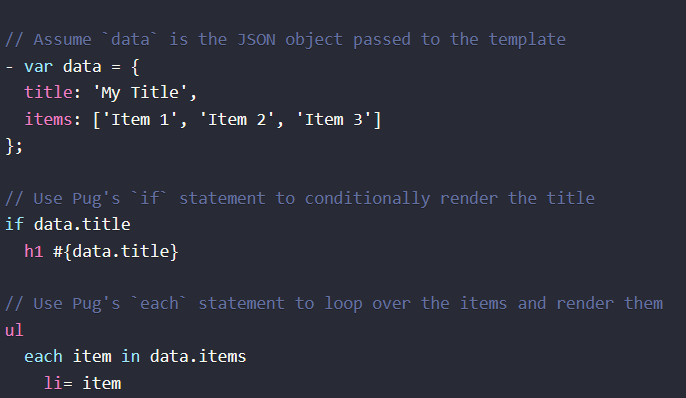 // Assume `data` is the JSON object passed to the template
- var data = {
  title: 'My Title',
  items: ['Item 1', 'Item 2', 'Item 3']
};
// Use Pug's `if` statement to conditionally render the title
if data.title
  h1 #{data.title}
// Use Pug's `each` statement to loop over the items and render them
ul
  each item in data.items
    li= item